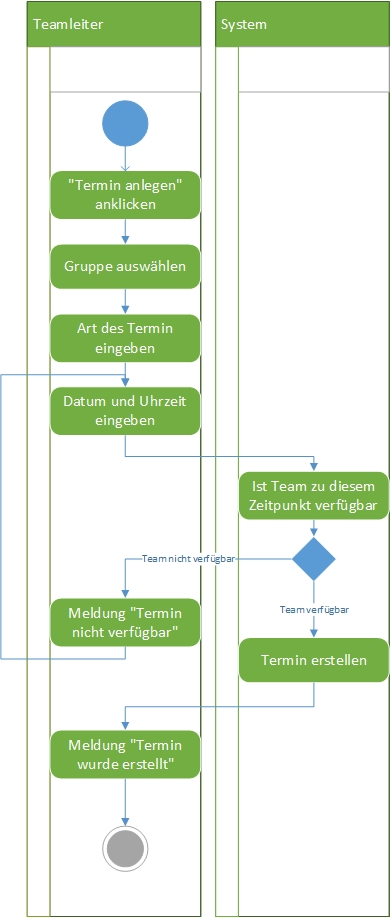 Teamleiter
System
"Termin anlegen"
anklicken
Gruppe auswählen
Art des Termin
eingeben
Datum und Uhrzeit
eingeben
Ist Team zu diesem
Zeitpunkt verfügbar
Team nicht verfügbar
Team verfügbar
Meldung "Termin
nicht verfügbar"
Termin erstellen
Meldung "Termin
wurde erstellt"